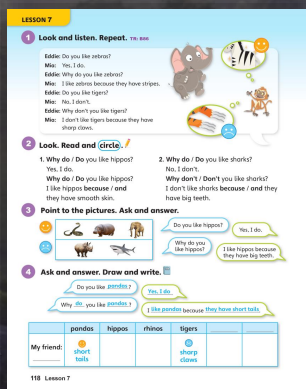 LESSON 7
1 Look and listen. Repeat. TR: B86
Eddie: Do you like zebras?
Mia: Yes, I do.
Eddie: Why do you like zebras?
Mia: I like zebras because they have stripes.
Eddie: Do you like tigers?
Mia: No, I don't.
Eddie: Why don't you like tigers?
Mia: I don't like tigers because they have
sharp claws.
2 Look. Read and circle.
1. Why do / Do you like hippos?
Yes, I do.
Why do / Do you like hippos?
I like hippos because / and
they have smooth skin.
2. Why do / Do you like sharks?
No, I don't.
Why don't / Don't you like sharks?
I don't like sharks because / and they
have big teeth.
3 Point to the pictures. Ask and answer.
Do you like hippos?
Yes, I do.
Why do you
like hippos?
I like hippos because
they have big teeth.
4 Ask and answer. Draw and write.
Do you like pandas?
Yes, I do.
Why do you like pandas?
I like pandas because they have short tails.
pandas hippos rhinos tigers
My friend:
short
tails
sharp
claws
118 Lesson 7